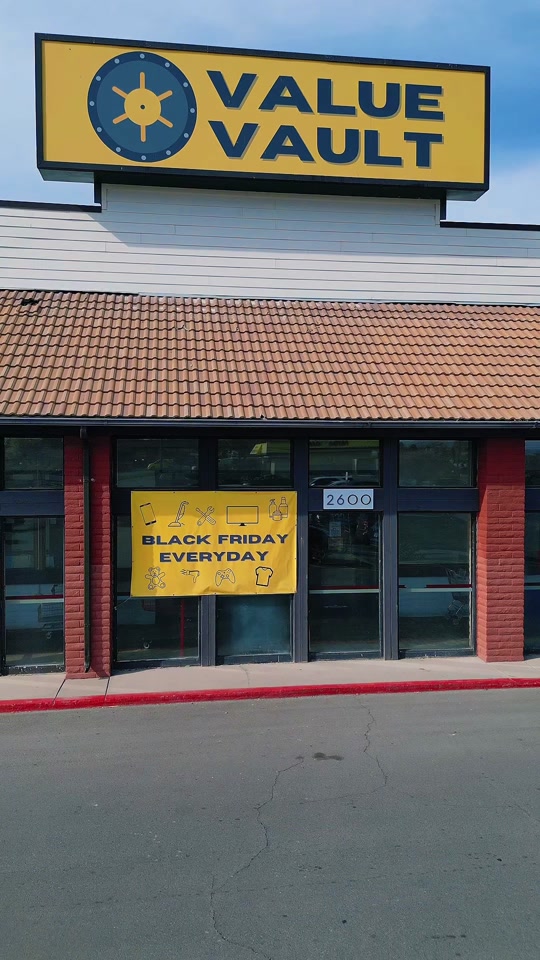 VALUE
VAULT
2600
BLACK FRIDAY
EVERYDAY